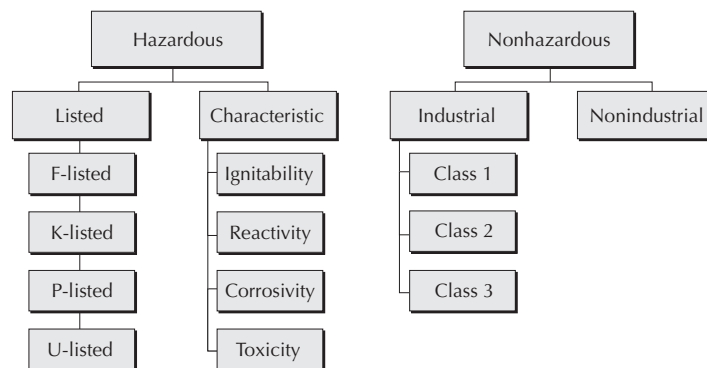 Hazardous
Listed
F-listed
K-listed
P-listed
U-listed
Characteristic
Ignitability
Reactivity
Corrosivity
Toxicity
Nonhazardous
Industrial
Class 1
Class 2
Class 3
Nonindustrial